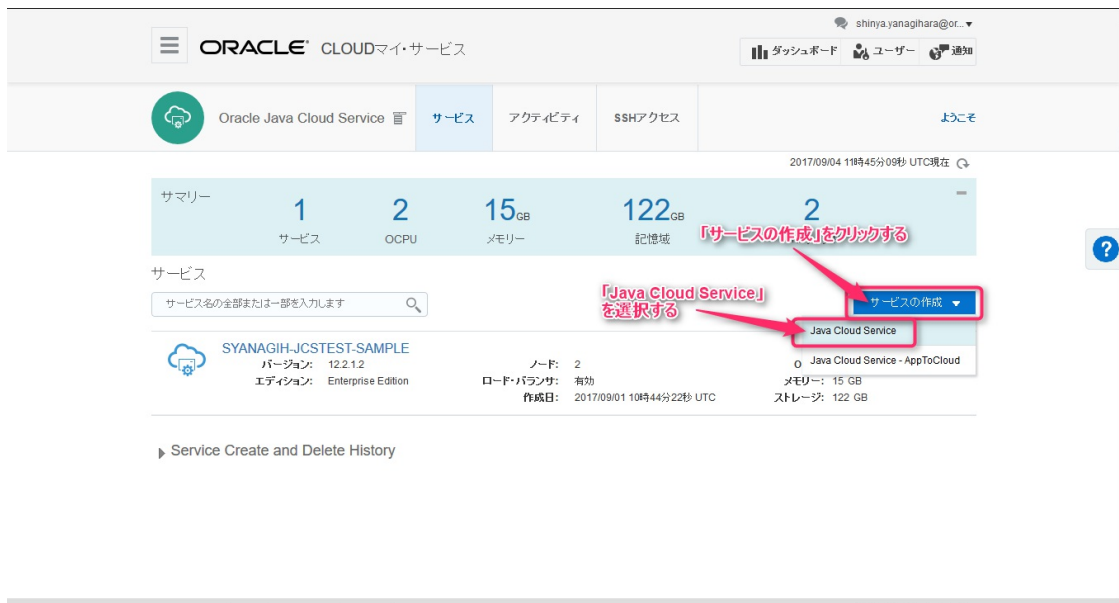 shinya.yanagihara@or...
ORACLE CLOUDマイ・サービス
ダッシュボード ユーザー 通知
Oracle Java Cloud Service サービス アクティビティ SSHアクセス ようこそ
2017/09/04 11時45分09秒 UTC現在
サマリー
1 2 15GB 122GB 2
サービス OCPU メモリー 記憶域
「サービスの作成」をクリックする
サービス
サービス名の全部または一部を入力します
「Java Cloud Service」
を選択する
サービスの作成
Java Cloud Service
Java Cloud Service - AppToCloud
SYANAGIH-JCSTEST-SAMPLE
バージョン: 12.2.1.2 ノード: 2 O
エディション: Enterprise Edition ロード・バランサ: 有効 メモリー: 15 GB
作成日: 2017/09/01 10時44分22秒 UTC ストレージ: 122 GB
Service Create and Delete History
?